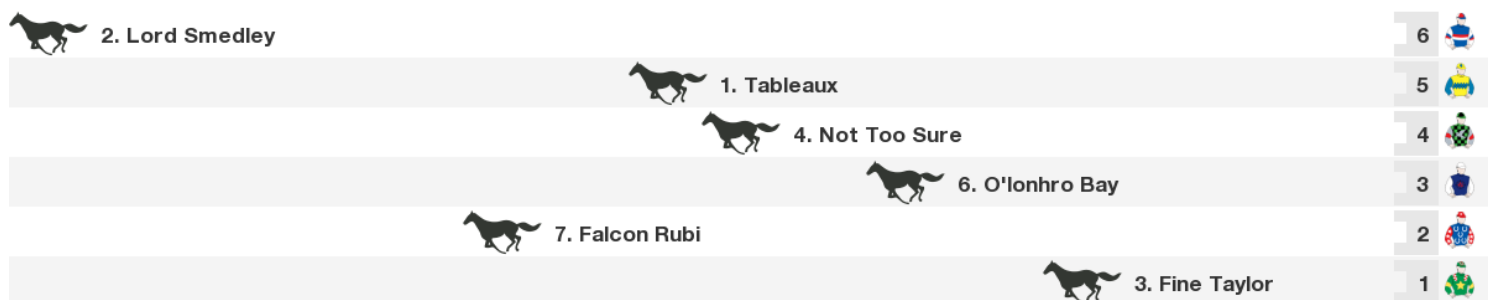 2. Lord Smedley 6
1. Tableaux 5
4. Not Too Sure 4
6. O'lonhro Bay 3
7. Falcon Rubi 2
3. Fine Taylor 1